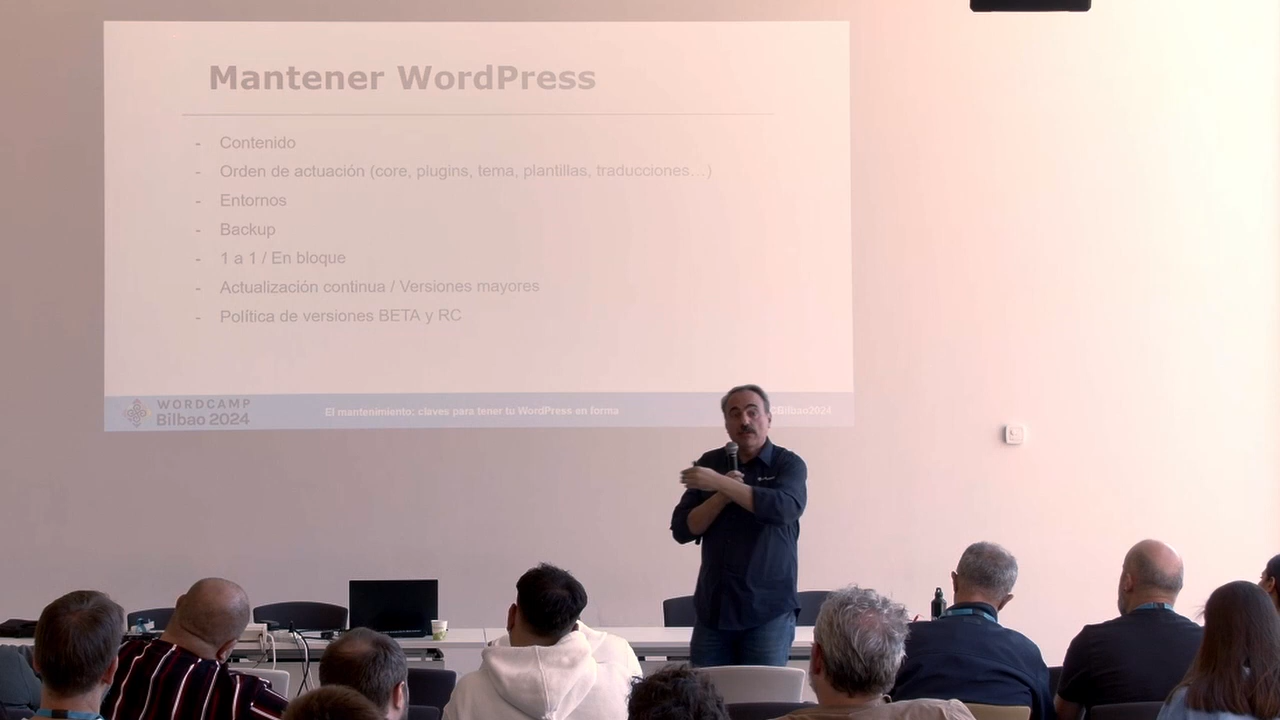 Mantener WordPress
- Contenido
- Orden de actuación (core, plugins, tema, plantillas, traducciones...)
- Entornos
- Backup
- 1 a 1 / En bloque
- Actualización continua / Versiones mayores
- Política de versiones BETA y RC
WORDCAMP
Bilbao 2024
El mantenimiento: claves para tener tu WordPress en forma
CBilbao2024